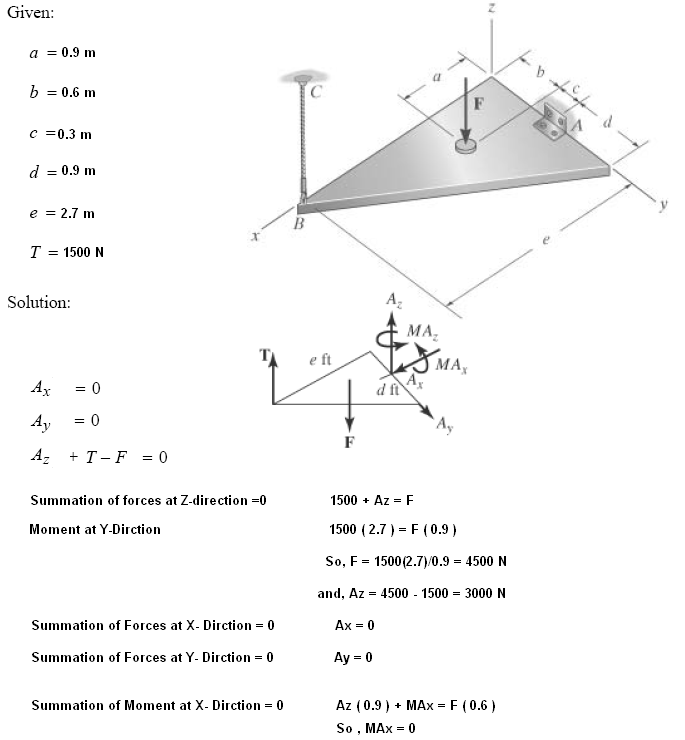 Given:
a = 0.9 m
b = 0.6 m
c =0.3 m
d = 0.9 m
e = 2.7 m
T = 1500 N
z
a
b
c
C
F
A
d
y
B
x
e
Solution:
Az
MAz
T
e ft
MAx
d ft
Ax
Ay
F
Ax = 0
Ay = 0
Az + T – F = 0
Summation of forces at Z-direction =0 1500 + Az = F
Moment at Y-Dirction 1500 ( 2.7 ) = F ( 0.9 )
So, F = 1500(2.7)/0.9 = 4500 N
and, Az = 4500 - 1500 = 3000 N
Summation of Forces at X- Dirction = 0 Ax = 0
Summation of Forces at Y- Dirction = 0 Ay = 0
Summation of Moment at X- Dirction = 0 Az ( 0.9 ) + MAx = F ( 0.6 )
So , MAx = 0